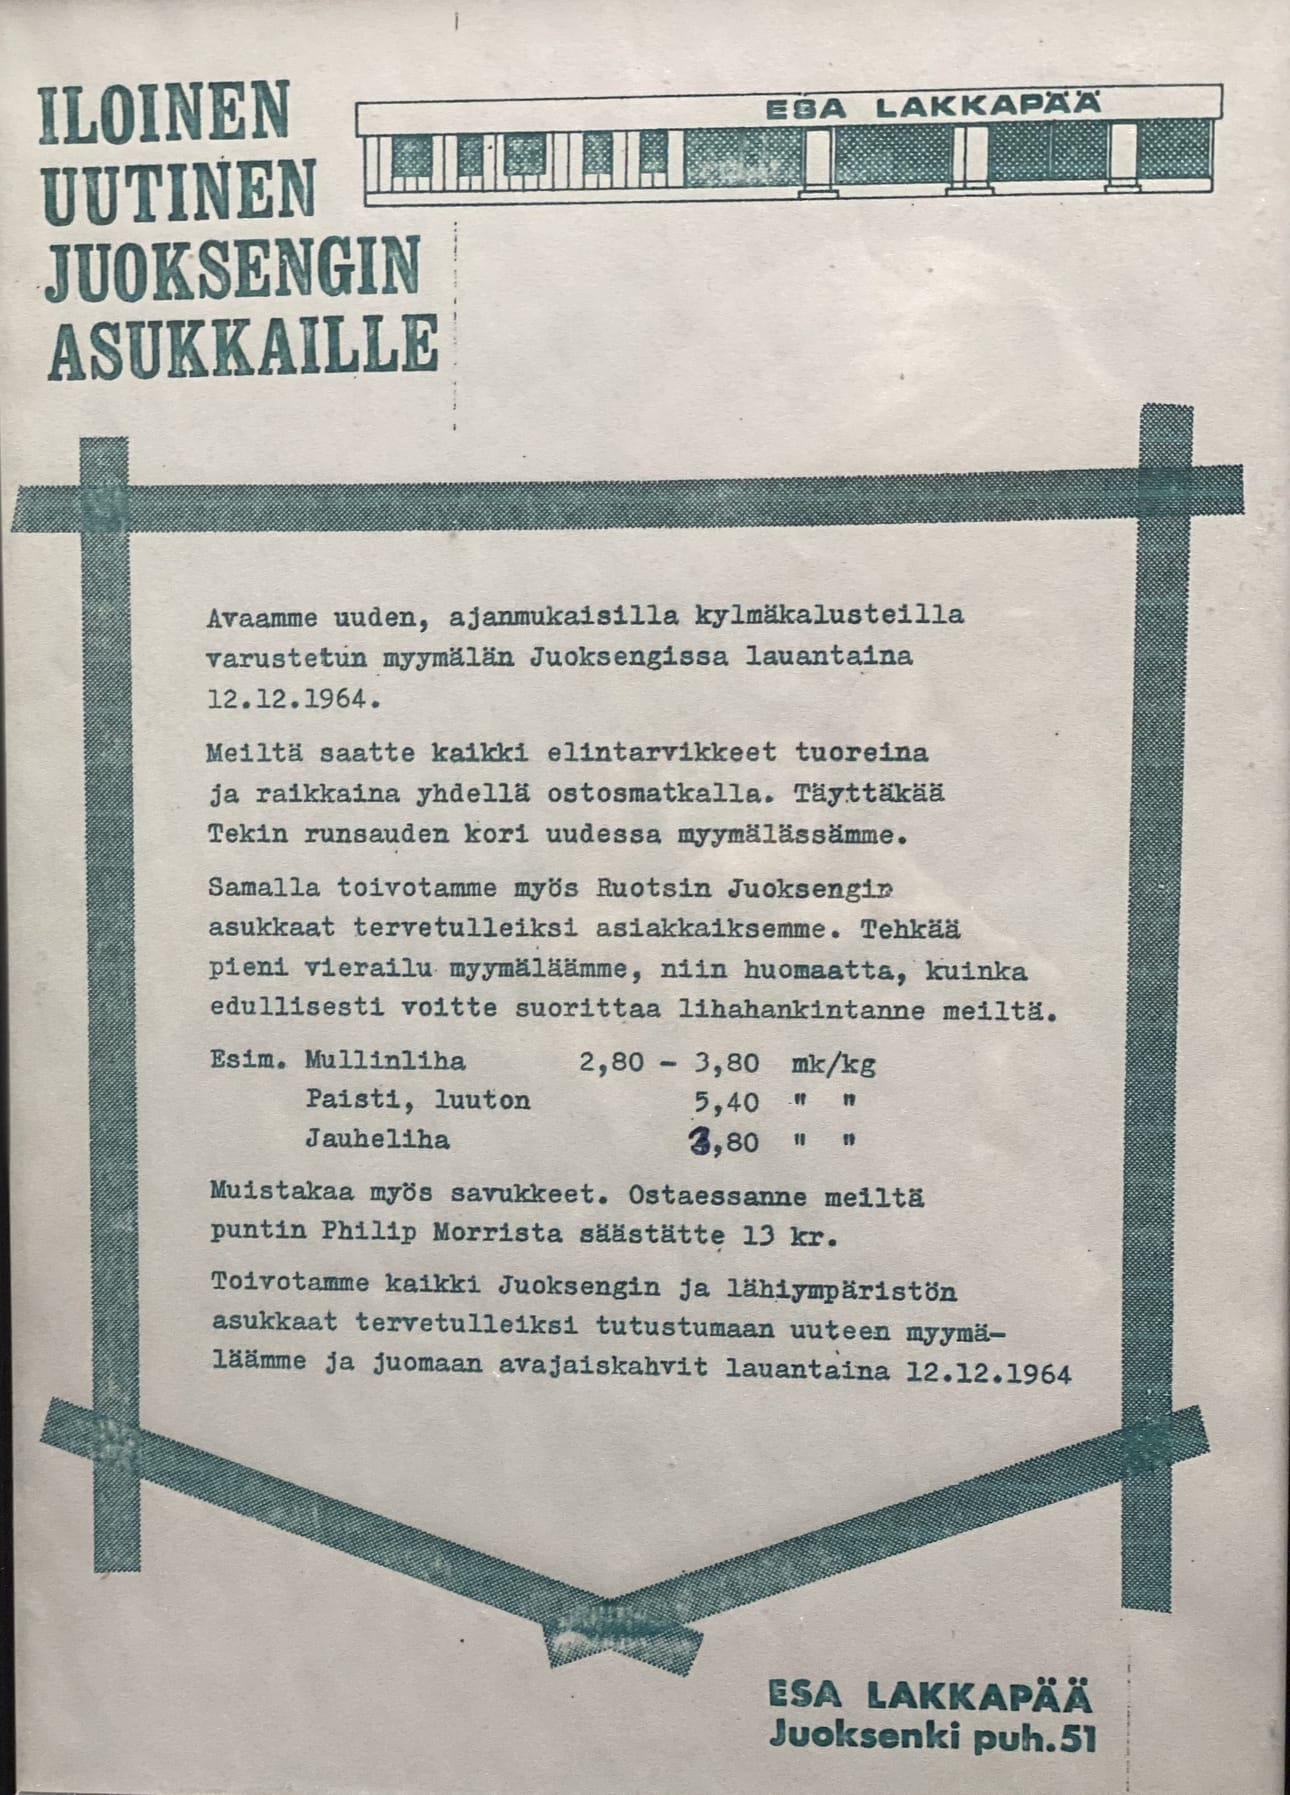 ILOINEN
UUTINEN
JUOKSENGIN
ASUKKAILLE
ESA LAKKAPÄÄ
Avaamme uuden, ajanmukaisilla kylmäkalusteilla
varustetun myymälän Juoksengissa lauantaina
12.12.1964.
Meiltä saatte kaikki elintarvikkeet tuoreina
ja raikkaina yhdellä ostosmatkalla. Täyttäkää
Tekin runsauden kori uudessa myymälässämme.
Samalla toivotamme myös Ruotsin Juoksengin
asukkaat tervetulleiksi asiakkaiksemme. Tehkää
pieni vierailu myymäläämme, niin huomaatta, kuinka
edullisesti voitte suorittaa lihahankintanne meiltä.
Esim. Mullinliha 2,80 - 3,80 mk/kg
Paisti, luuton 5,40 " "
Jauheliha 3,80 " "
Muistakaa myös savukkeet. Ostaessanne meiltä
puntin Philip Morrista säästätte 13 kr.
Toivotamme kaikki Juoksengin ja lähiympäristön
asukkaat tervetulleiksi tutustumaan uuteen myymä-
läämme ja juomaan avajaiskahvit lauantaina 12.12.1964
ESA LAKKAPÄÄ
Juoksenki puh.51